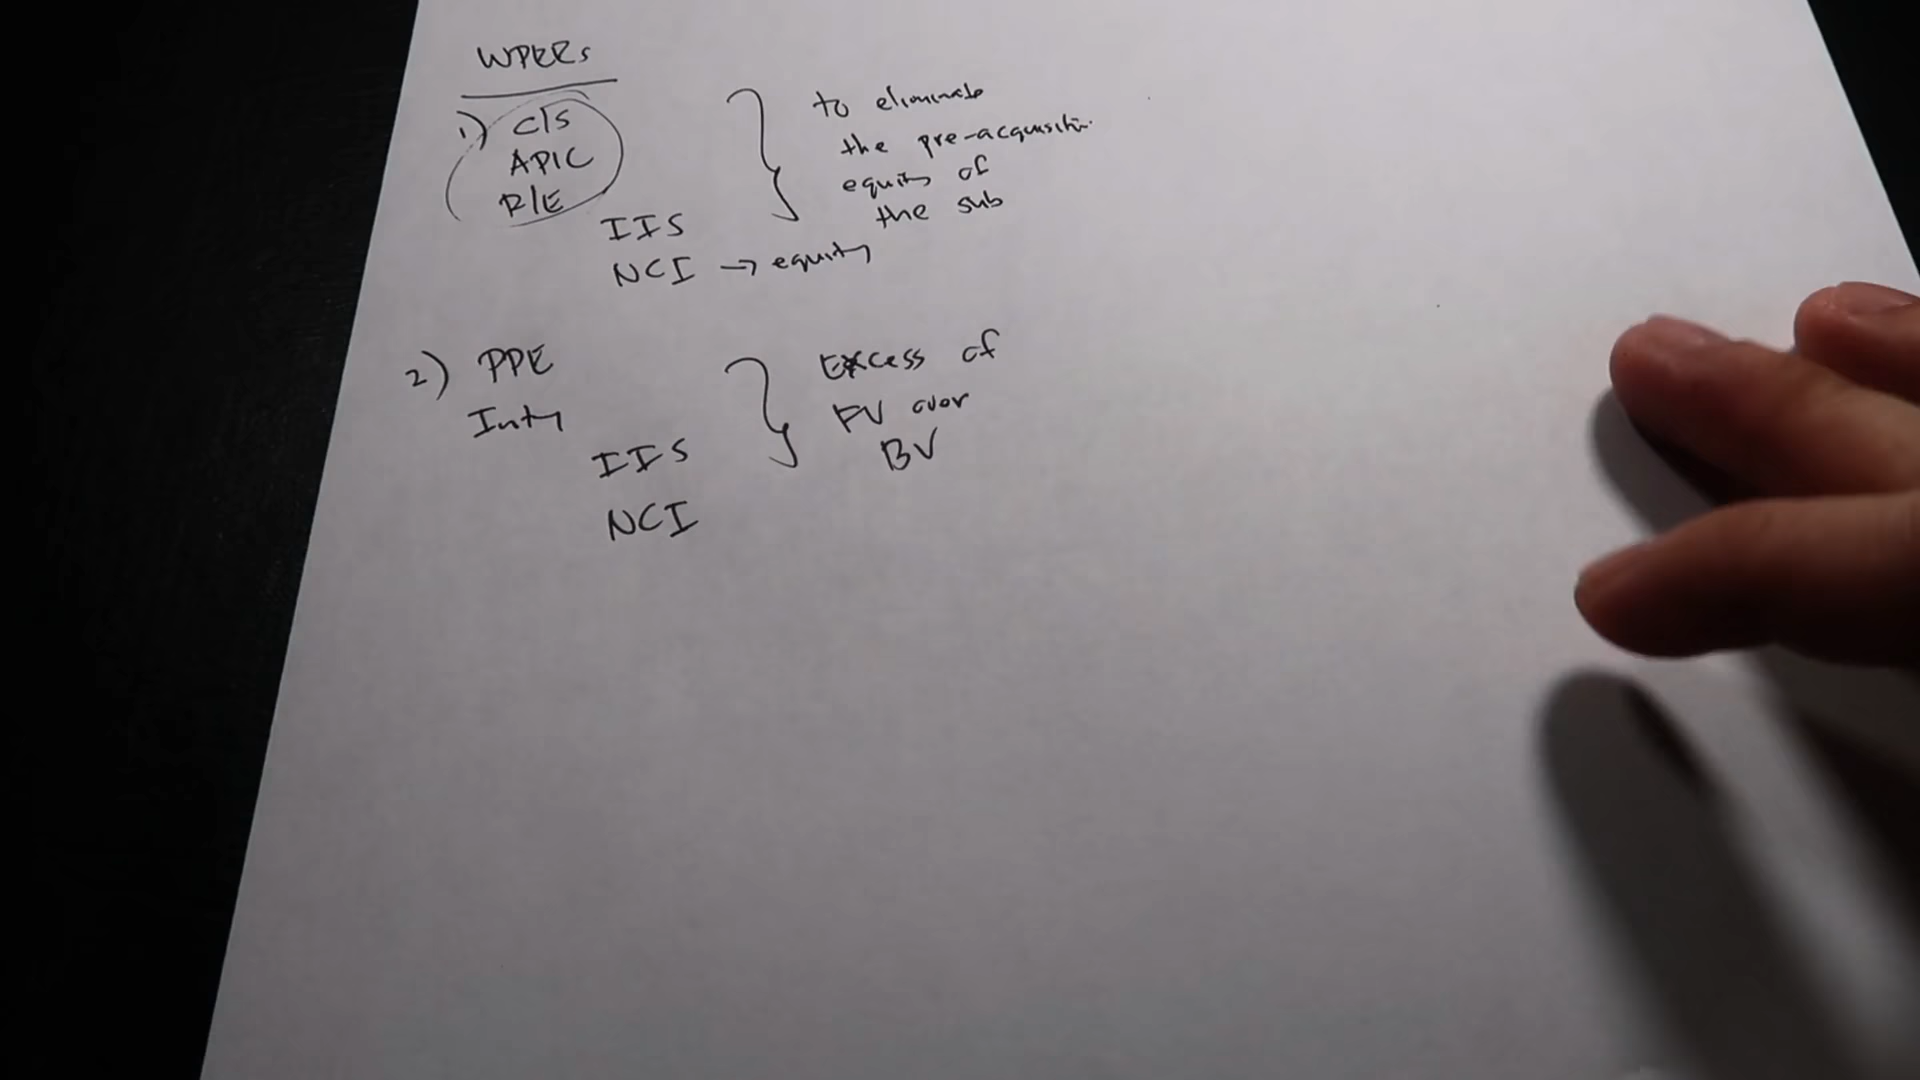 WPEEs
1) C/S
APIC
R/E
IIS
NCI → equity
to eliminate
the pre-acquisition
equity of
the sub
2) PPE
Inty
IIS
NCI
Excess of
FV over
BV